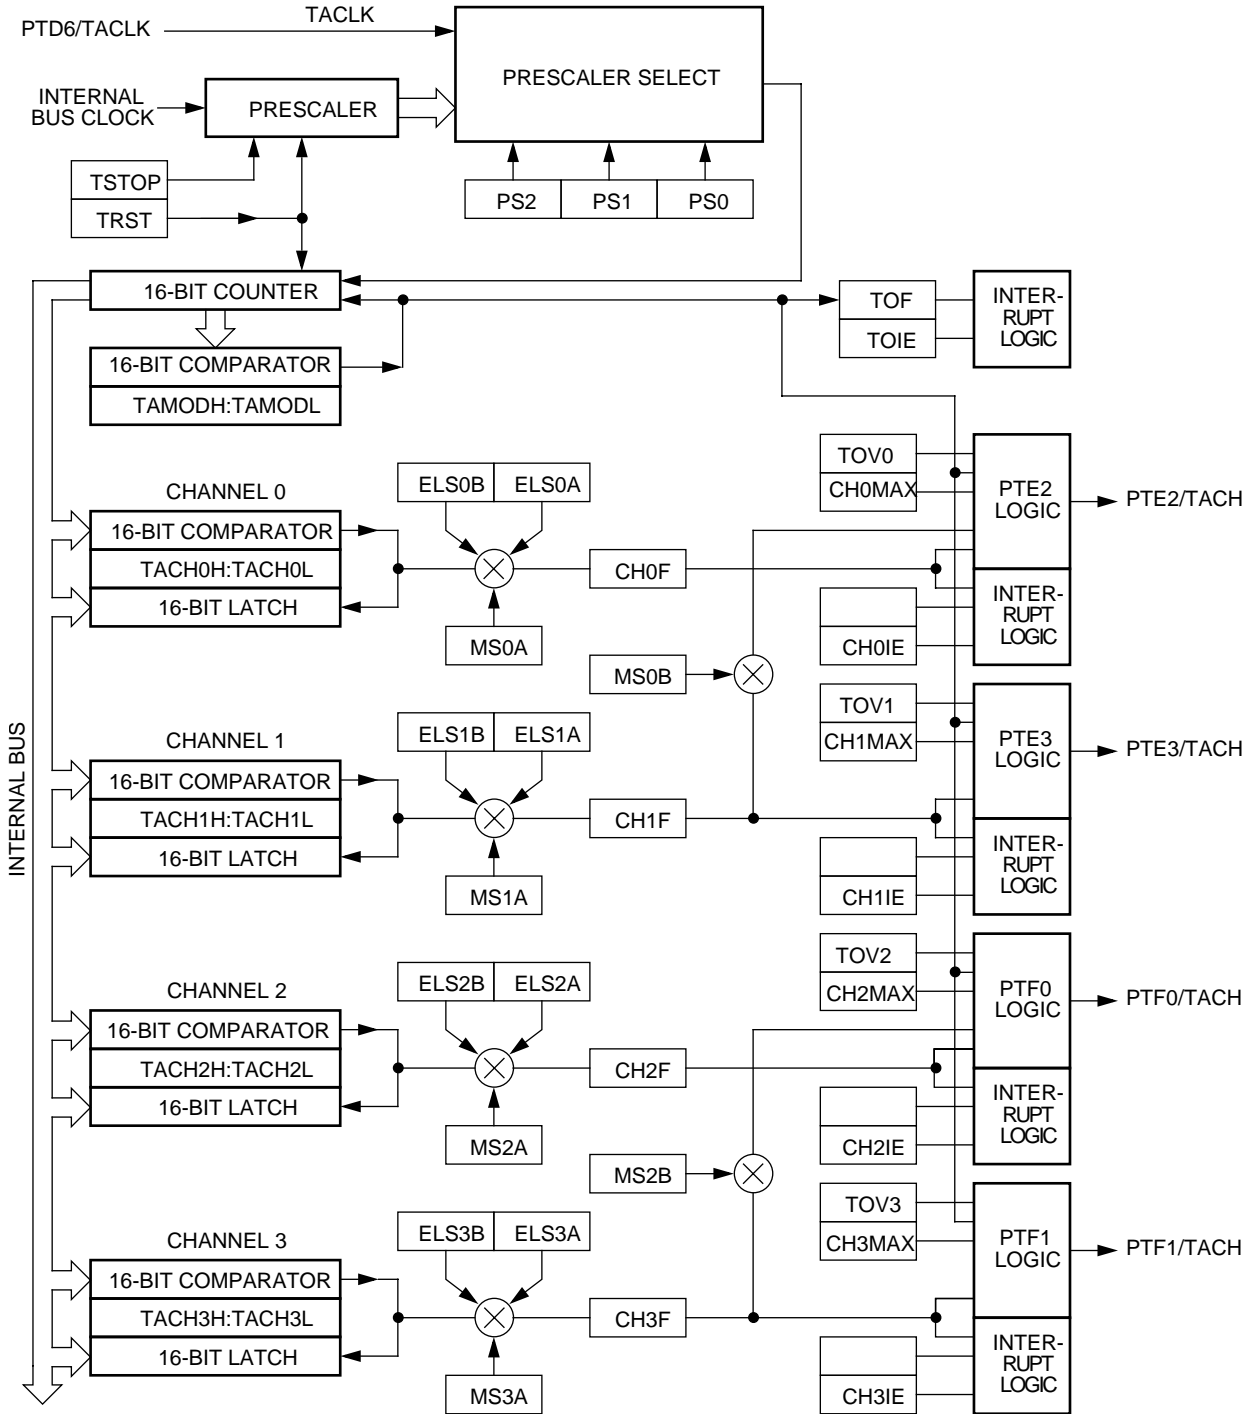 TACLK
PTD6/TACLK
PRESCALER SELECT
INTERNAL
BUS CLOCK
PRESCALER
TSTOP
TRST
PS2 PS1 PS0
16-BIT COUNTER
TOF
TOIE
INTER-
RUPT
LOGIC
16-BIT COMPARATOR
TAMODH:TAMODL
INTERNAL BUS
CHANNEL 0
16-BIT COMPARATOR
TACH0H:TACH0L
16-BIT LATCH
ELS0B ELS0A
MS0A
CH0F
TOV0
CH0MAX
PTE2
LOGIC
PTE2/TACH
INTER-
RUPT
LOGIC
CH0IE
MS0B
CHANNEL 1
16-BIT COMPARATOR
TACH1H:TACH1L
16-BIT LATCH
ELS1B ELS1A
MS1A
CH1F
TOV1
CH1MAX
PTE3
LOGIC
PTE3/TACH
INTER-
RUPT
LOGIC
CH1IE
CHANNEL 2
16-BIT COMPARATOR
TACH2H:TACH2L
16-BIT LATCH
ELS2B ELS2A
MS2A
CH2F
TOV2
CH2MAX
PTF0
LOGIC
PTF0/TACH
INTER-
RUPT
LOGIC
CH2IE
MS2B
CHANNEL 3
16-BIT COMPARATOR
TACH3H:TACH3L
16-BIT LATCH
ELS3B ELS3A
MS3A
CH3F
TOV3
CH3MAX
PTF1
LOGIC
PTF1/TACH
INTER-
RUPT
LOGIC
CH3IE